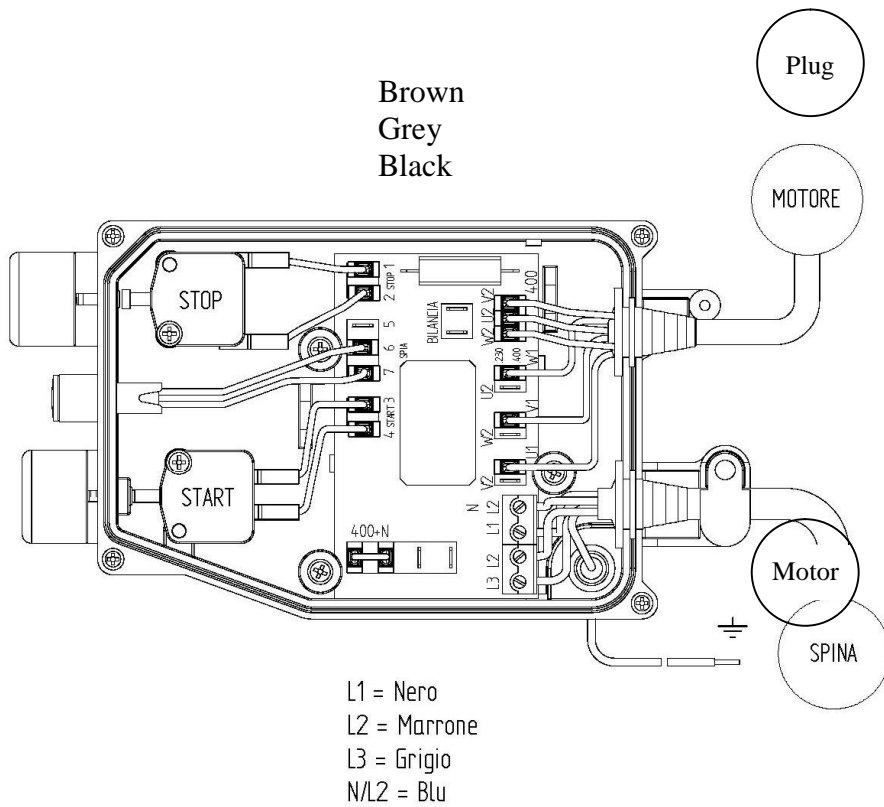 Plug
Brown
Grey
Black
MOTORE
STOP
1
STOP
2
5
6
SPIA
7
3
START
4
BILANCIA
400
V2
U2
W2
230
400
W1
U2
V1
W2
U1
V2
START
N
L2
L1
L2
L3
400+N
Motor
SPINA
L1 = Nero
L2 = Marrone
L3 = Grigio
N/L2 = Blu